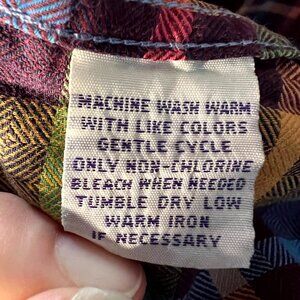 MACHINE WASH WARM
WITH LIKE COLORS
GENTLE CYCLE
ONLY NON-CHLORINE
BLEACH WHEN NEEDED
TUMBLE DRY LOW
WARM IRON
IF NECESSARY